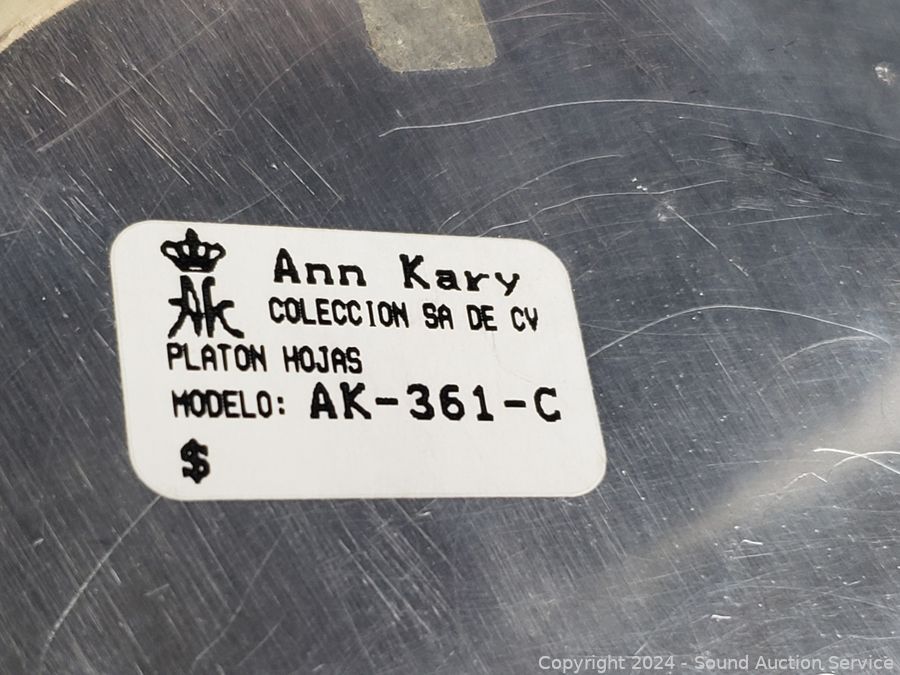 Ann Kary
Ak
COLECCION SA DE CV
PLATON HOJAS
MODELO: AK-361-C
$
Copyright 2024 - Sound Auction Service